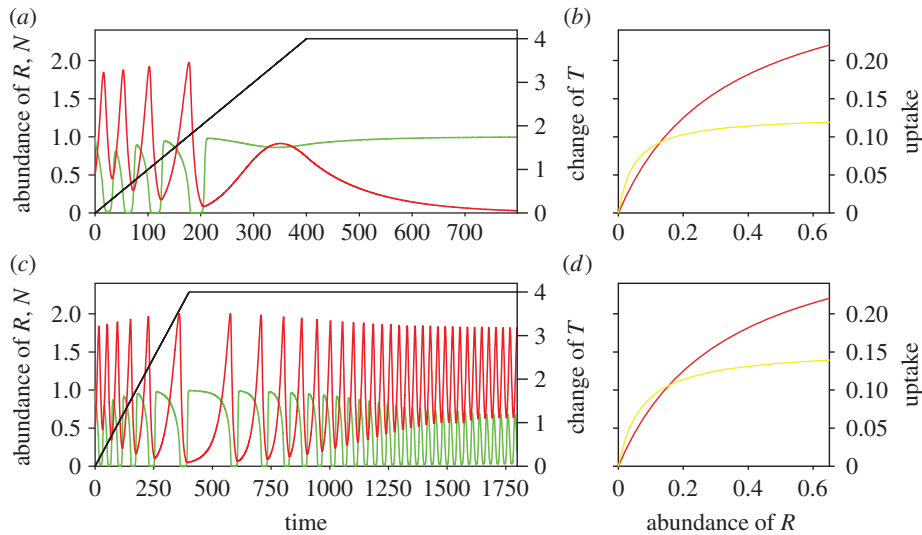 (a)
abundance of R, N
2.0
1.5
1.0
0.5
0
4
3
2
1
0
change of T
0 100 200 300 400 500 600 700
(b)
0.20
0.15
0.10
0.05
0
uptake
0 0.2 0.4 0.6
(c)
abundance of R, N
2.0
1.5
1.0
0.5
0
4
3
2
1
0
change of T
0 250 500 750 1000 1250 1500 1750
time
(d)
0.20
0.15
0.10
0.05
0
uptake
0 0.2 0.4 0.6
abundance of R